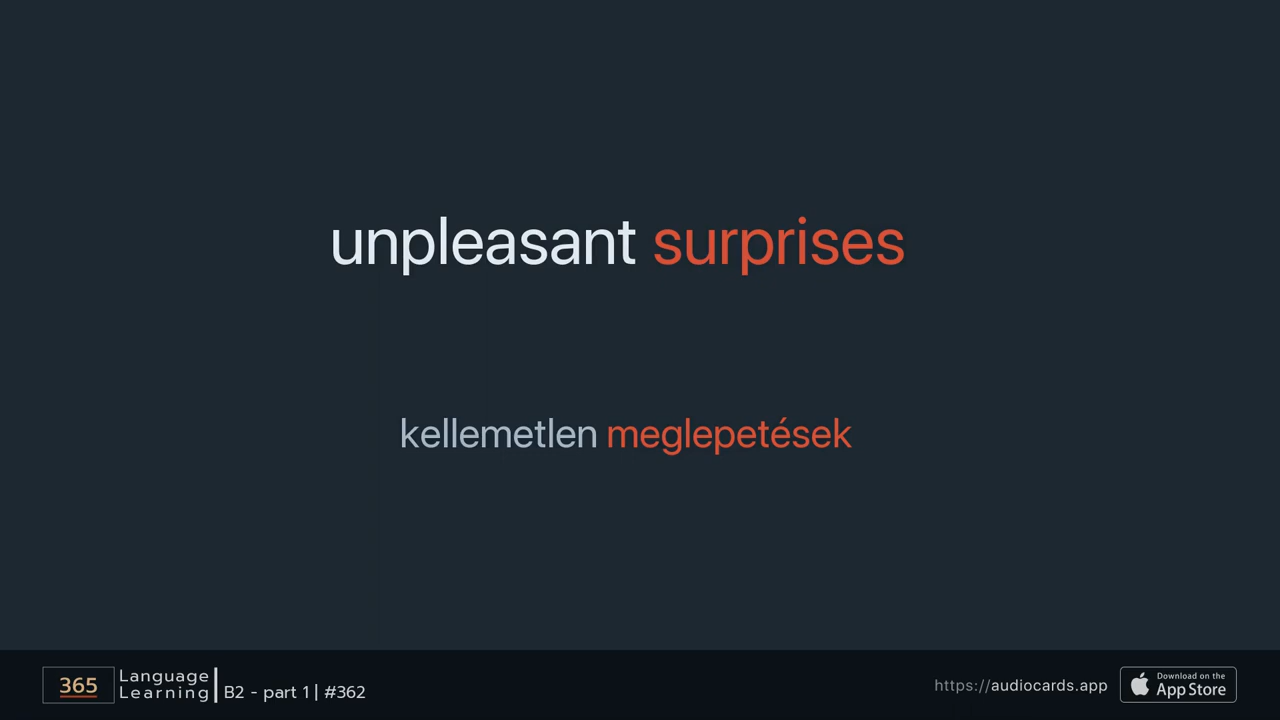 unpleasant surprises
kellemetlen meglepetések
365 Language Learning | B2 - part 1 | #362
https://audiocards.app
Download on the App Store